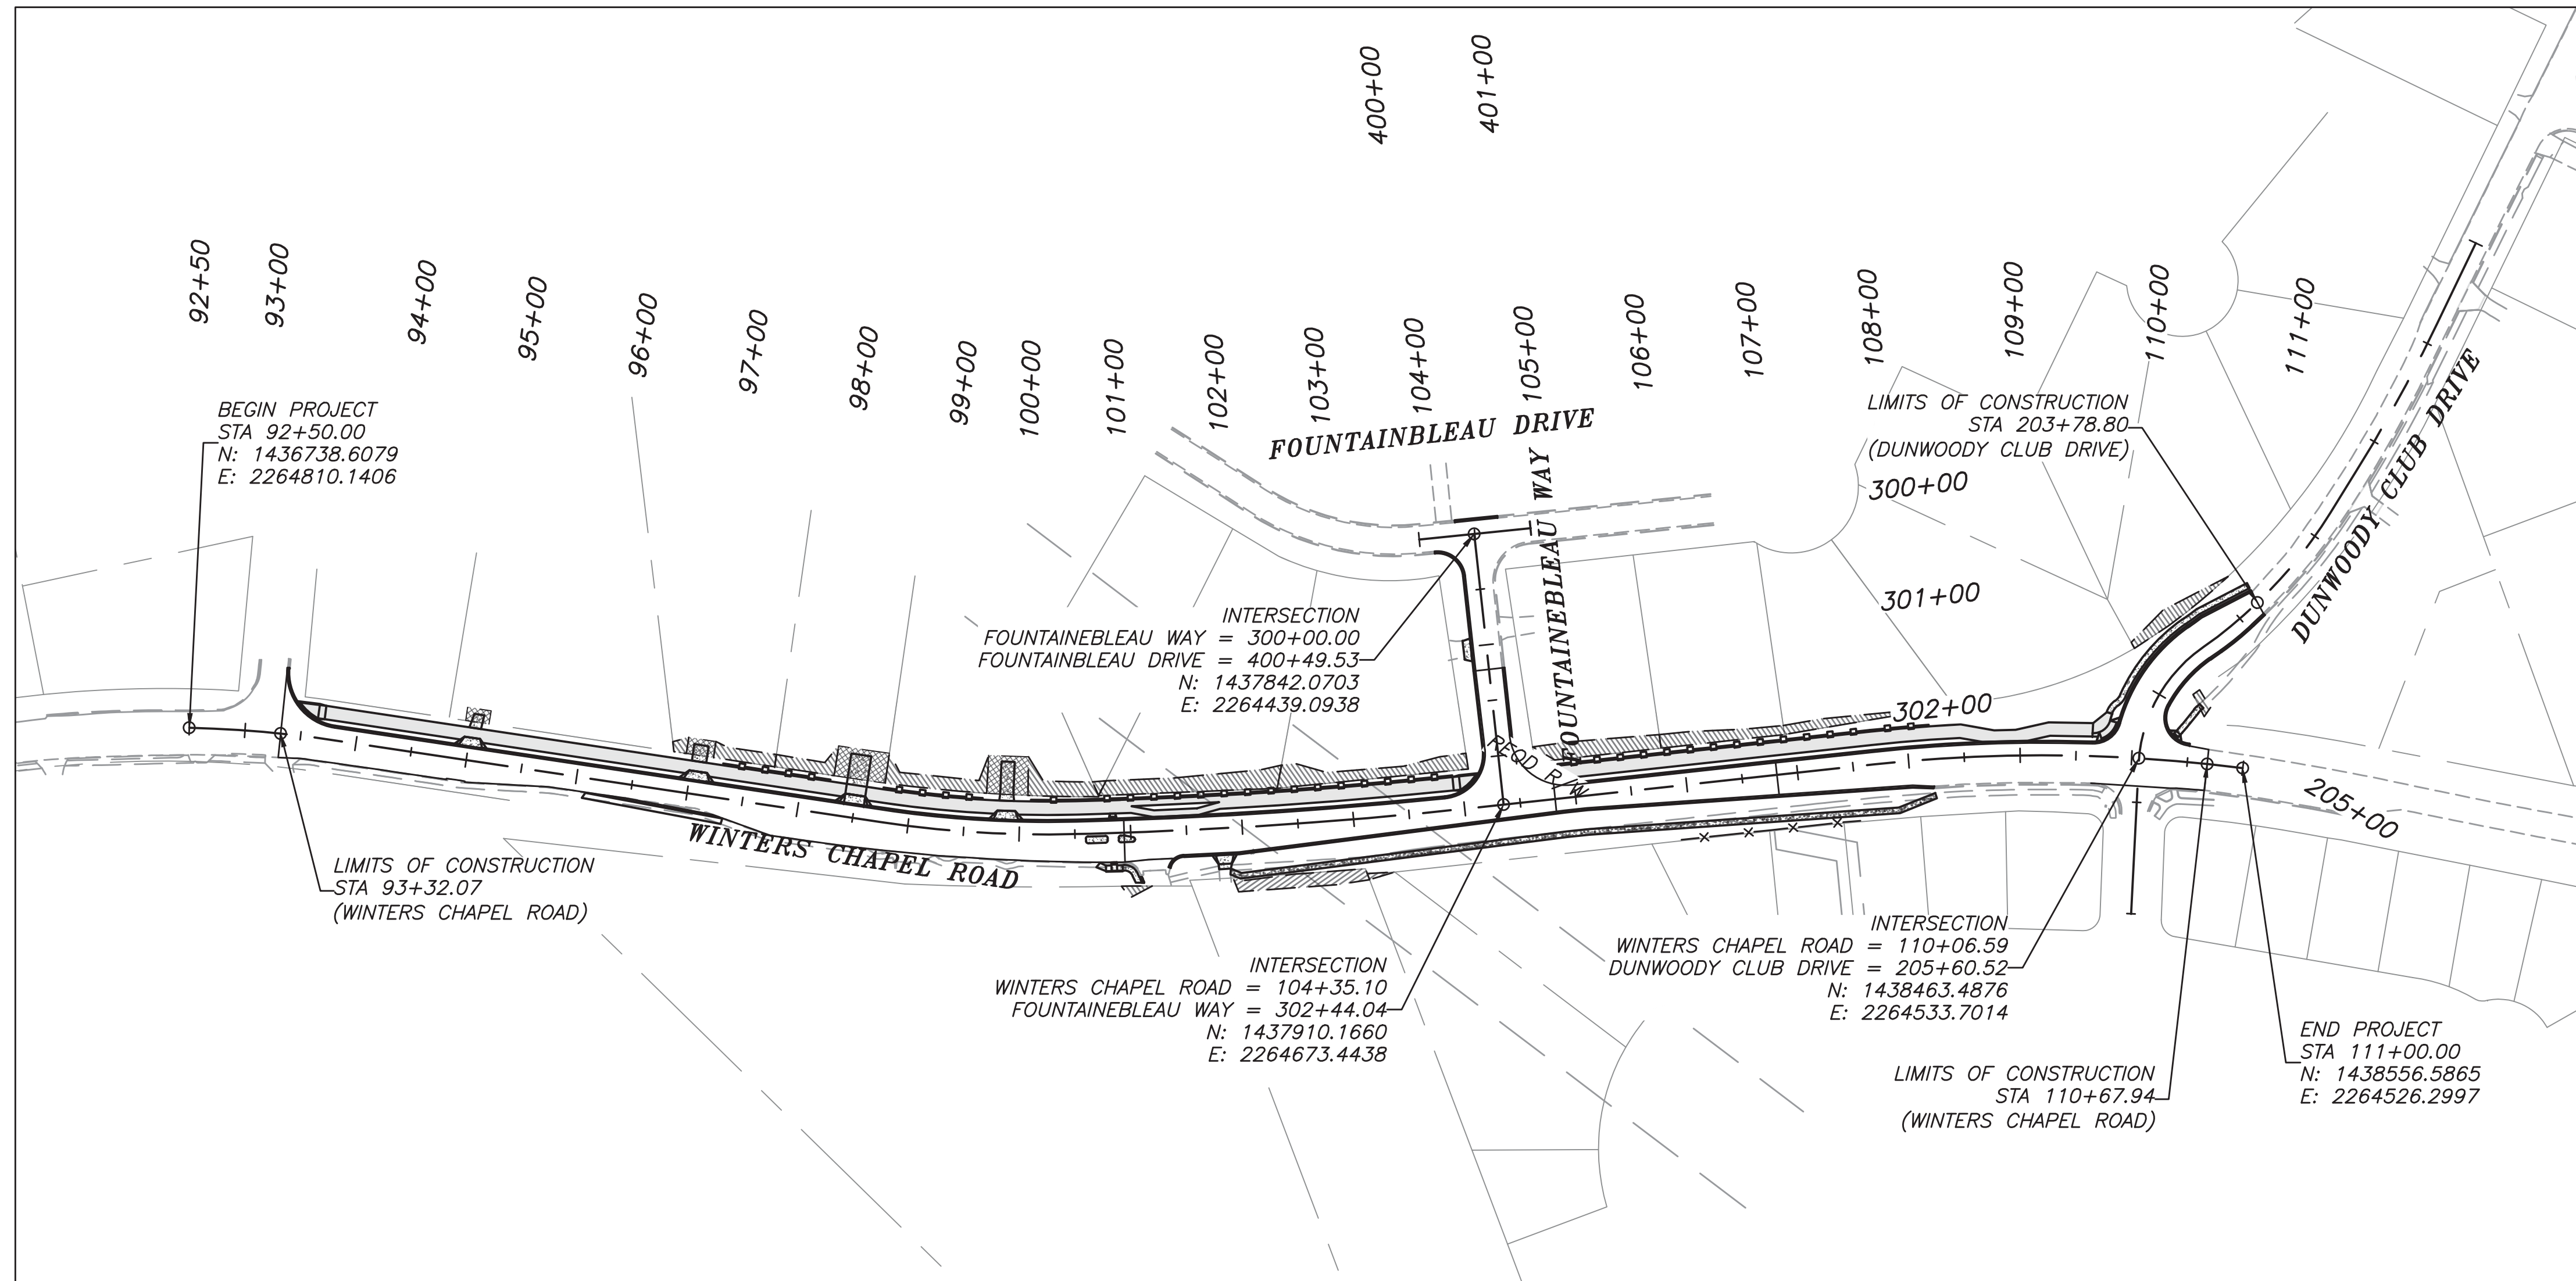 400+00
401+00
92+50
93+00
94+00
95+00
96+00
97+00
98+00
99+00
100+00
101+00
102+00
103+00
104+00
105+00
106+00
107+00
108+00
109+00
110+00
111+00
BEGIN PROJECT
STA 92+50.00
N: 1436738.6079
E: 2264810.1406
FOUNTAINBLEAU DRIVE
FOUNTAINEBLEAU WAY
LIMITS OF CONSTRUCTION
STA 203+78.80
(DUNWOODY CLUB DRIVE)
DUNWOODY CLUB DRIVE
300+00
301+00
302+00
205+00
INTERSECTION
FOUNTAINEBLEAU WAY = 300+00.00
FOUNTAINBLEAU DRIVE = 400+49.53
N: 1437842.0703
E: 2264439.0938
REQD R/W
WINTERS CHAPEL ROAD
LIMITS OF CONSTRUCTION
STA 93+32.07
(WINTERS CHAPEL ROAD)
INTERSECTION
WINTERS CHAPEL ROAD = 104+35.10
FOUNTAINEBLEAU WAY = 302+44.04
N: 1437910.1660
E: 2264673.4438
INTERSECTION
WINTERS CHAPEL ROAD = 110+06.59
DUNWOODY CLUB DRIVE = 205+60.52
N: 1438463.4876
E: 2264533.7014
LIMITS OF CONSTRUCTION
STA 110+67.94
(WINTERS CHAPEL ROAD)
END PROJECT
STA 111+00.00
N: 1438556.5865
E: 2264526.2997